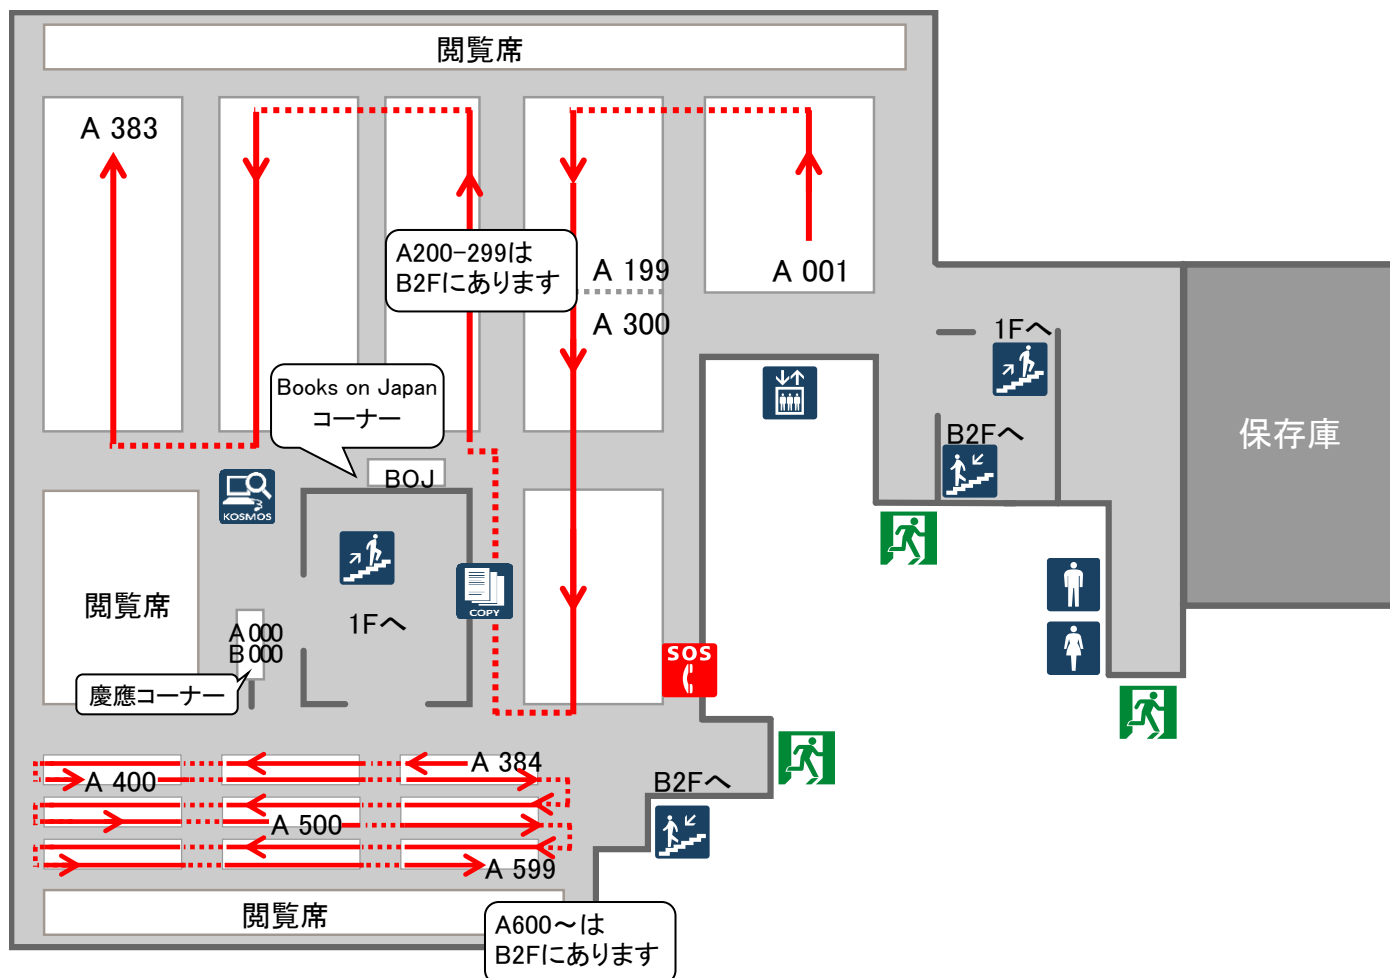 閲覧席
A 383
A200-299は
B2Fにあります
A 199
A 001
A 300
1Fへ
Books on Japan
コーナー
B2Fへ
保存庫
BOJ
KOSMOS
COPY
閲覧席
1Fへ
A 000
B 000
SOS
慶應コーナー
A 384
A 400
B2Fへ
A 500
A 599
閲覧席
A600～は
B2Fにあります